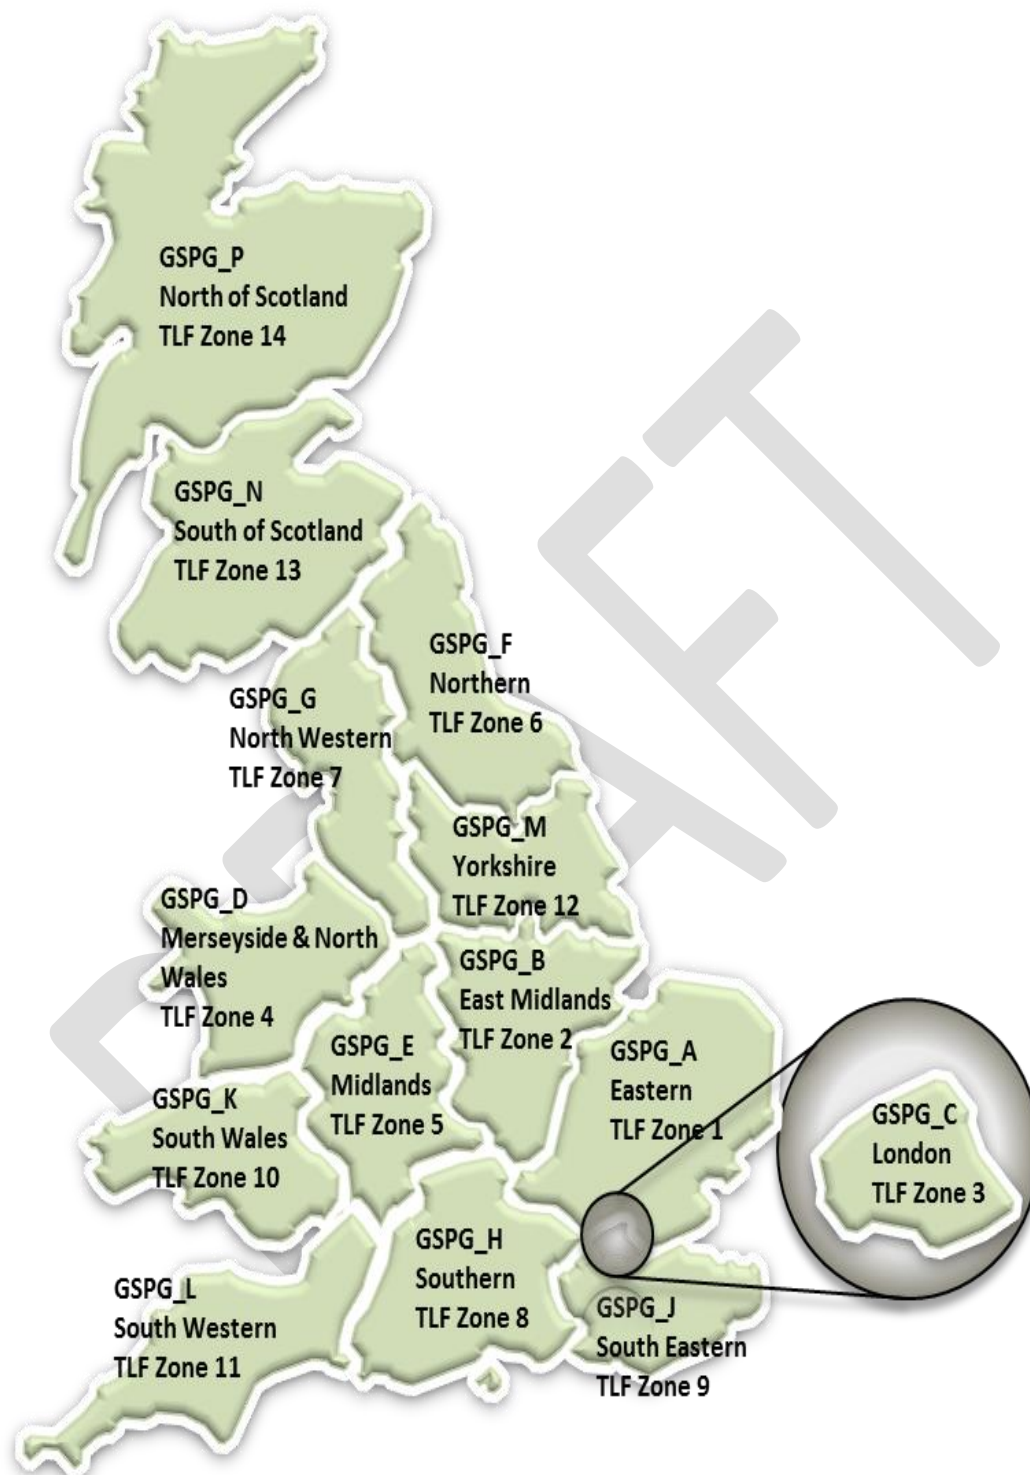 GSPG_P
North of Scotland
TLF Zone 14
GSPG_N
South of Scotland
TLF Zone 13
GSPG_F
Northern
TLF Zone 6
GSPG_G
North Western
TLF Zone 7
GSPG_M
Yorkshire
TLF Zone 12
GSPG_D
Merseyside & North
Wales
TLF Zone 4
GSPG_B
East Midlands
TLF Zone 2
GSPG_E
Midlands
TLF Zone 5
GSPG_A
Eastern
TLF Zone 1
GSPG_K
South Wales
TLF Zone 10
GSPG_C
London
TLF Zone 3
GSPG_H
Southern
TLF Zone 8
GSPG_L
South Western
TLF Zone 11
GSPG_J
South Eastern
TLF Zone 9
DRAFT